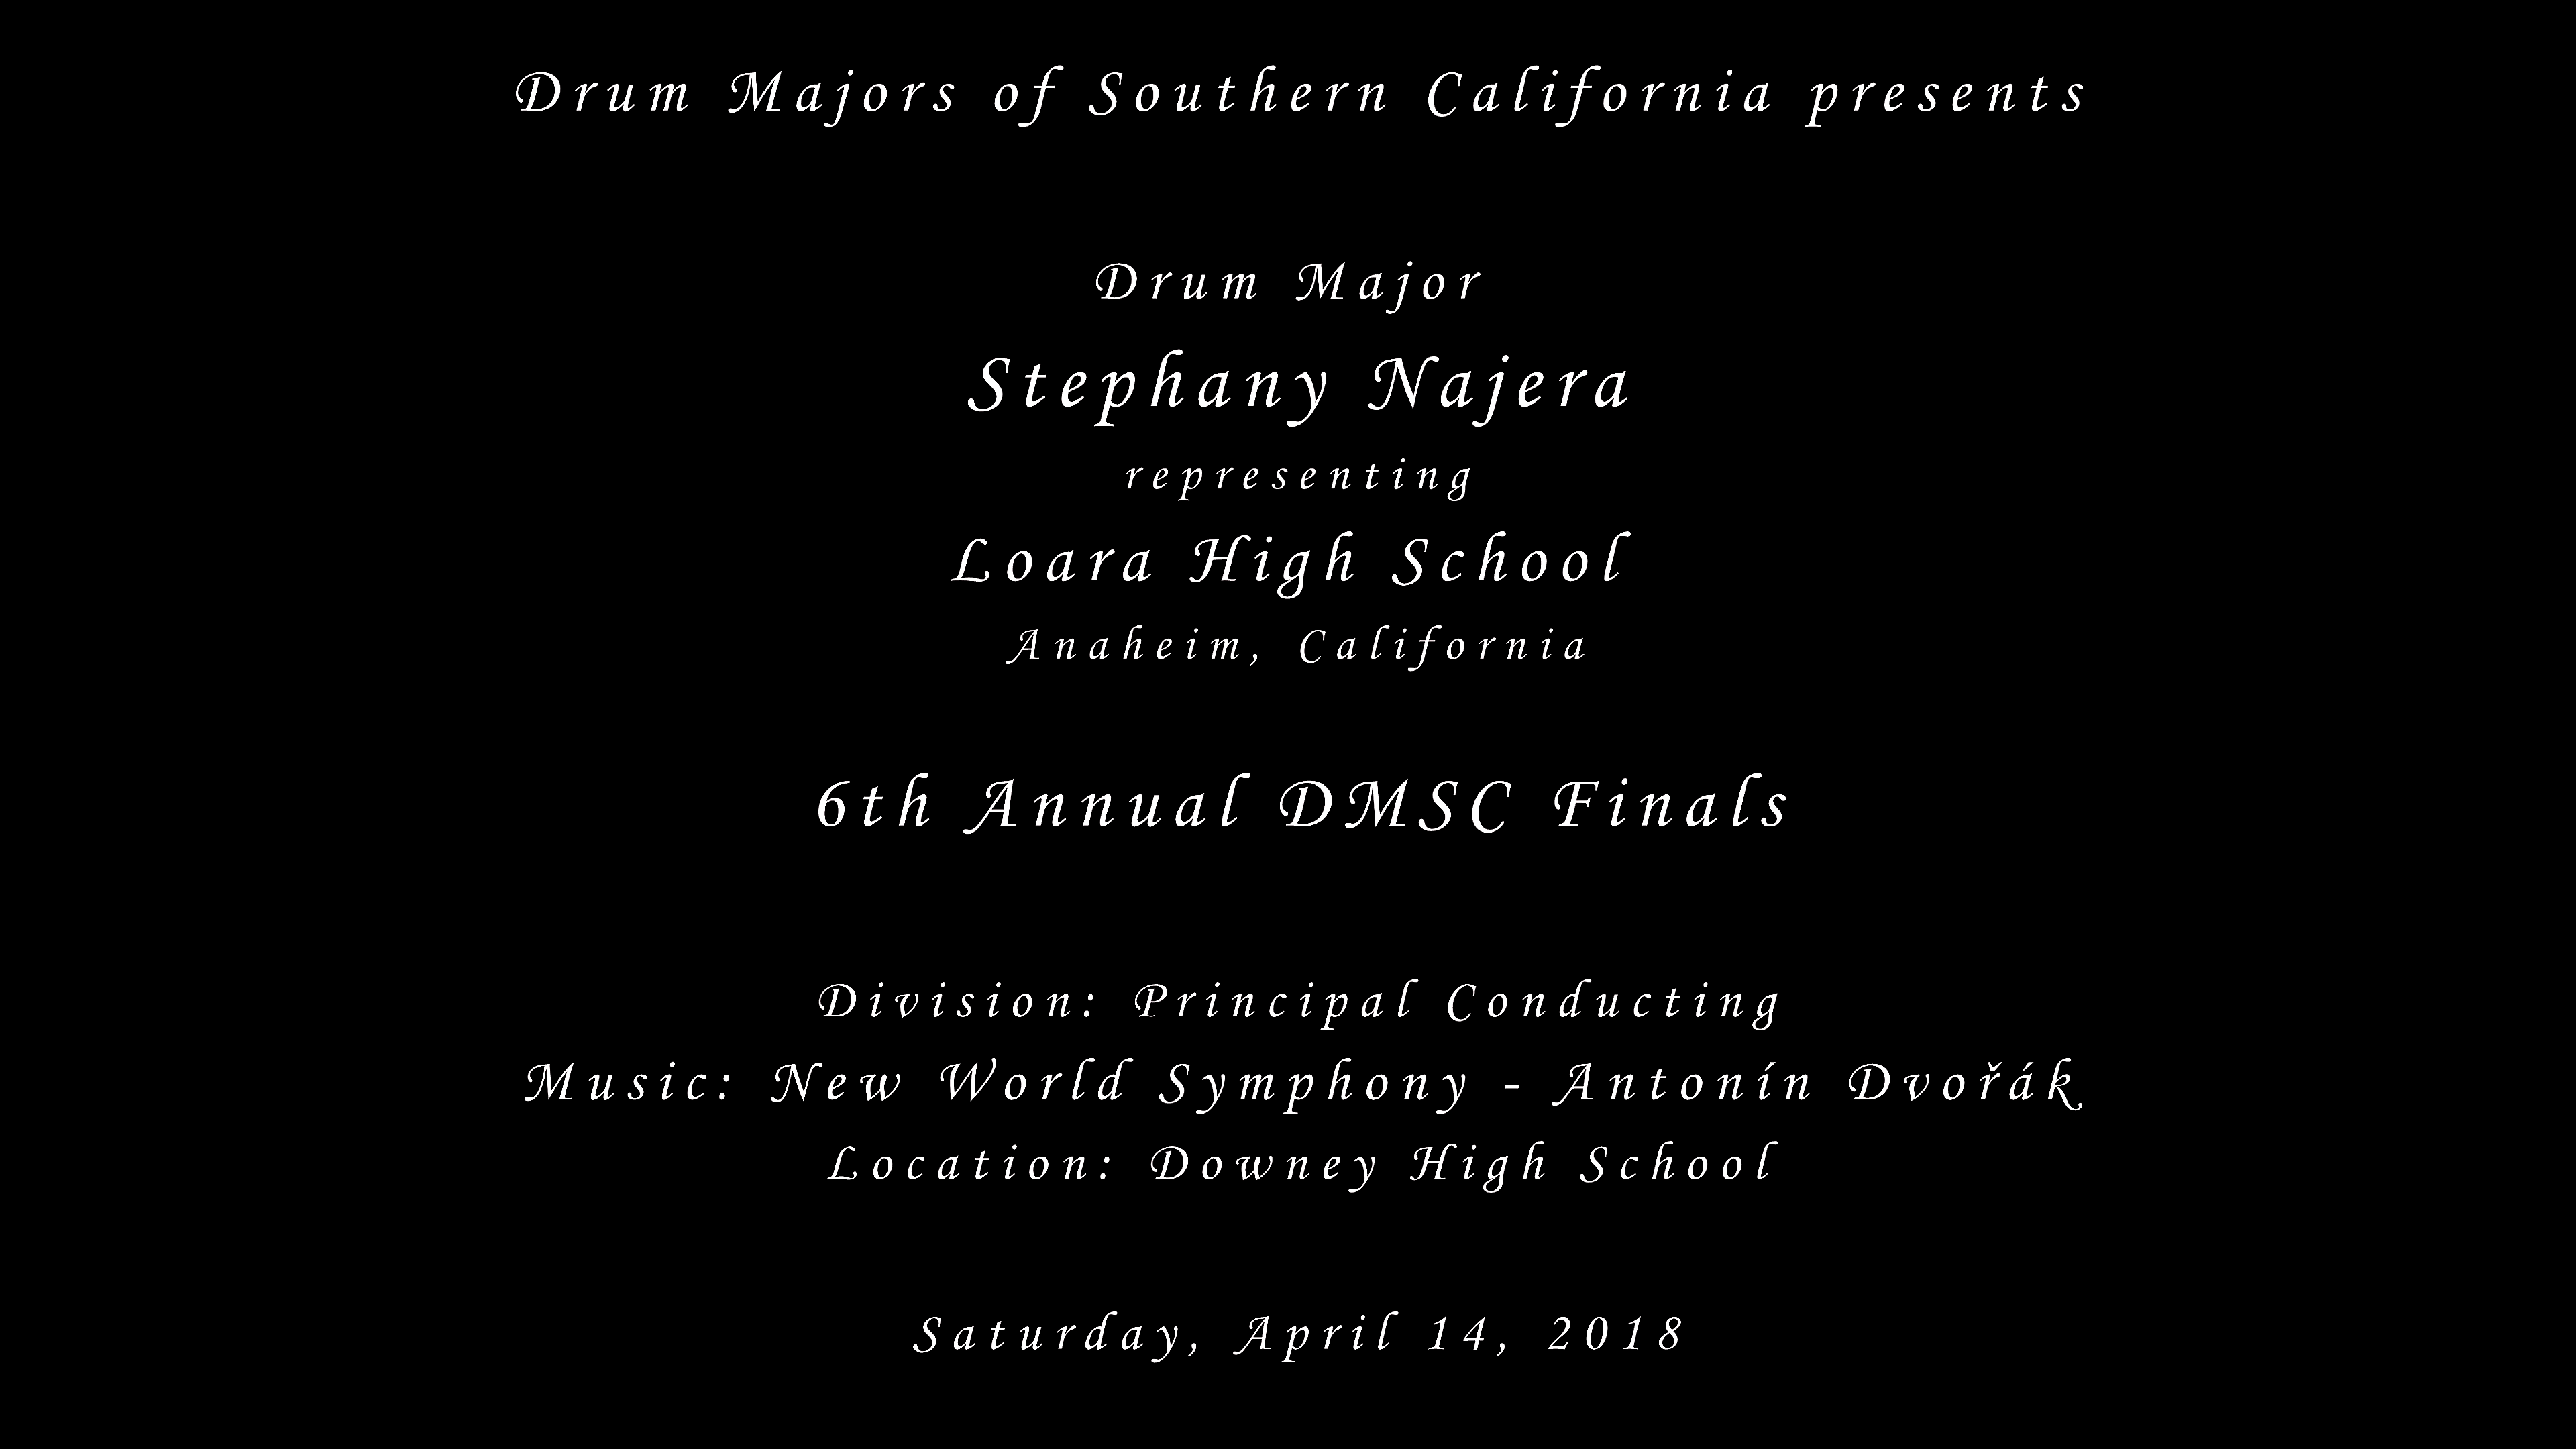 Drum Majors of Southern California presents
Drum Major
Stephany Najera
representing
Loara High School
Anaheim, California
6th Annual DMSC Finals
Division: Principal Conducting
Music: New World Symphony - Antonín Dvořák
Location: Downey High School
Saturday, April 14, 2018